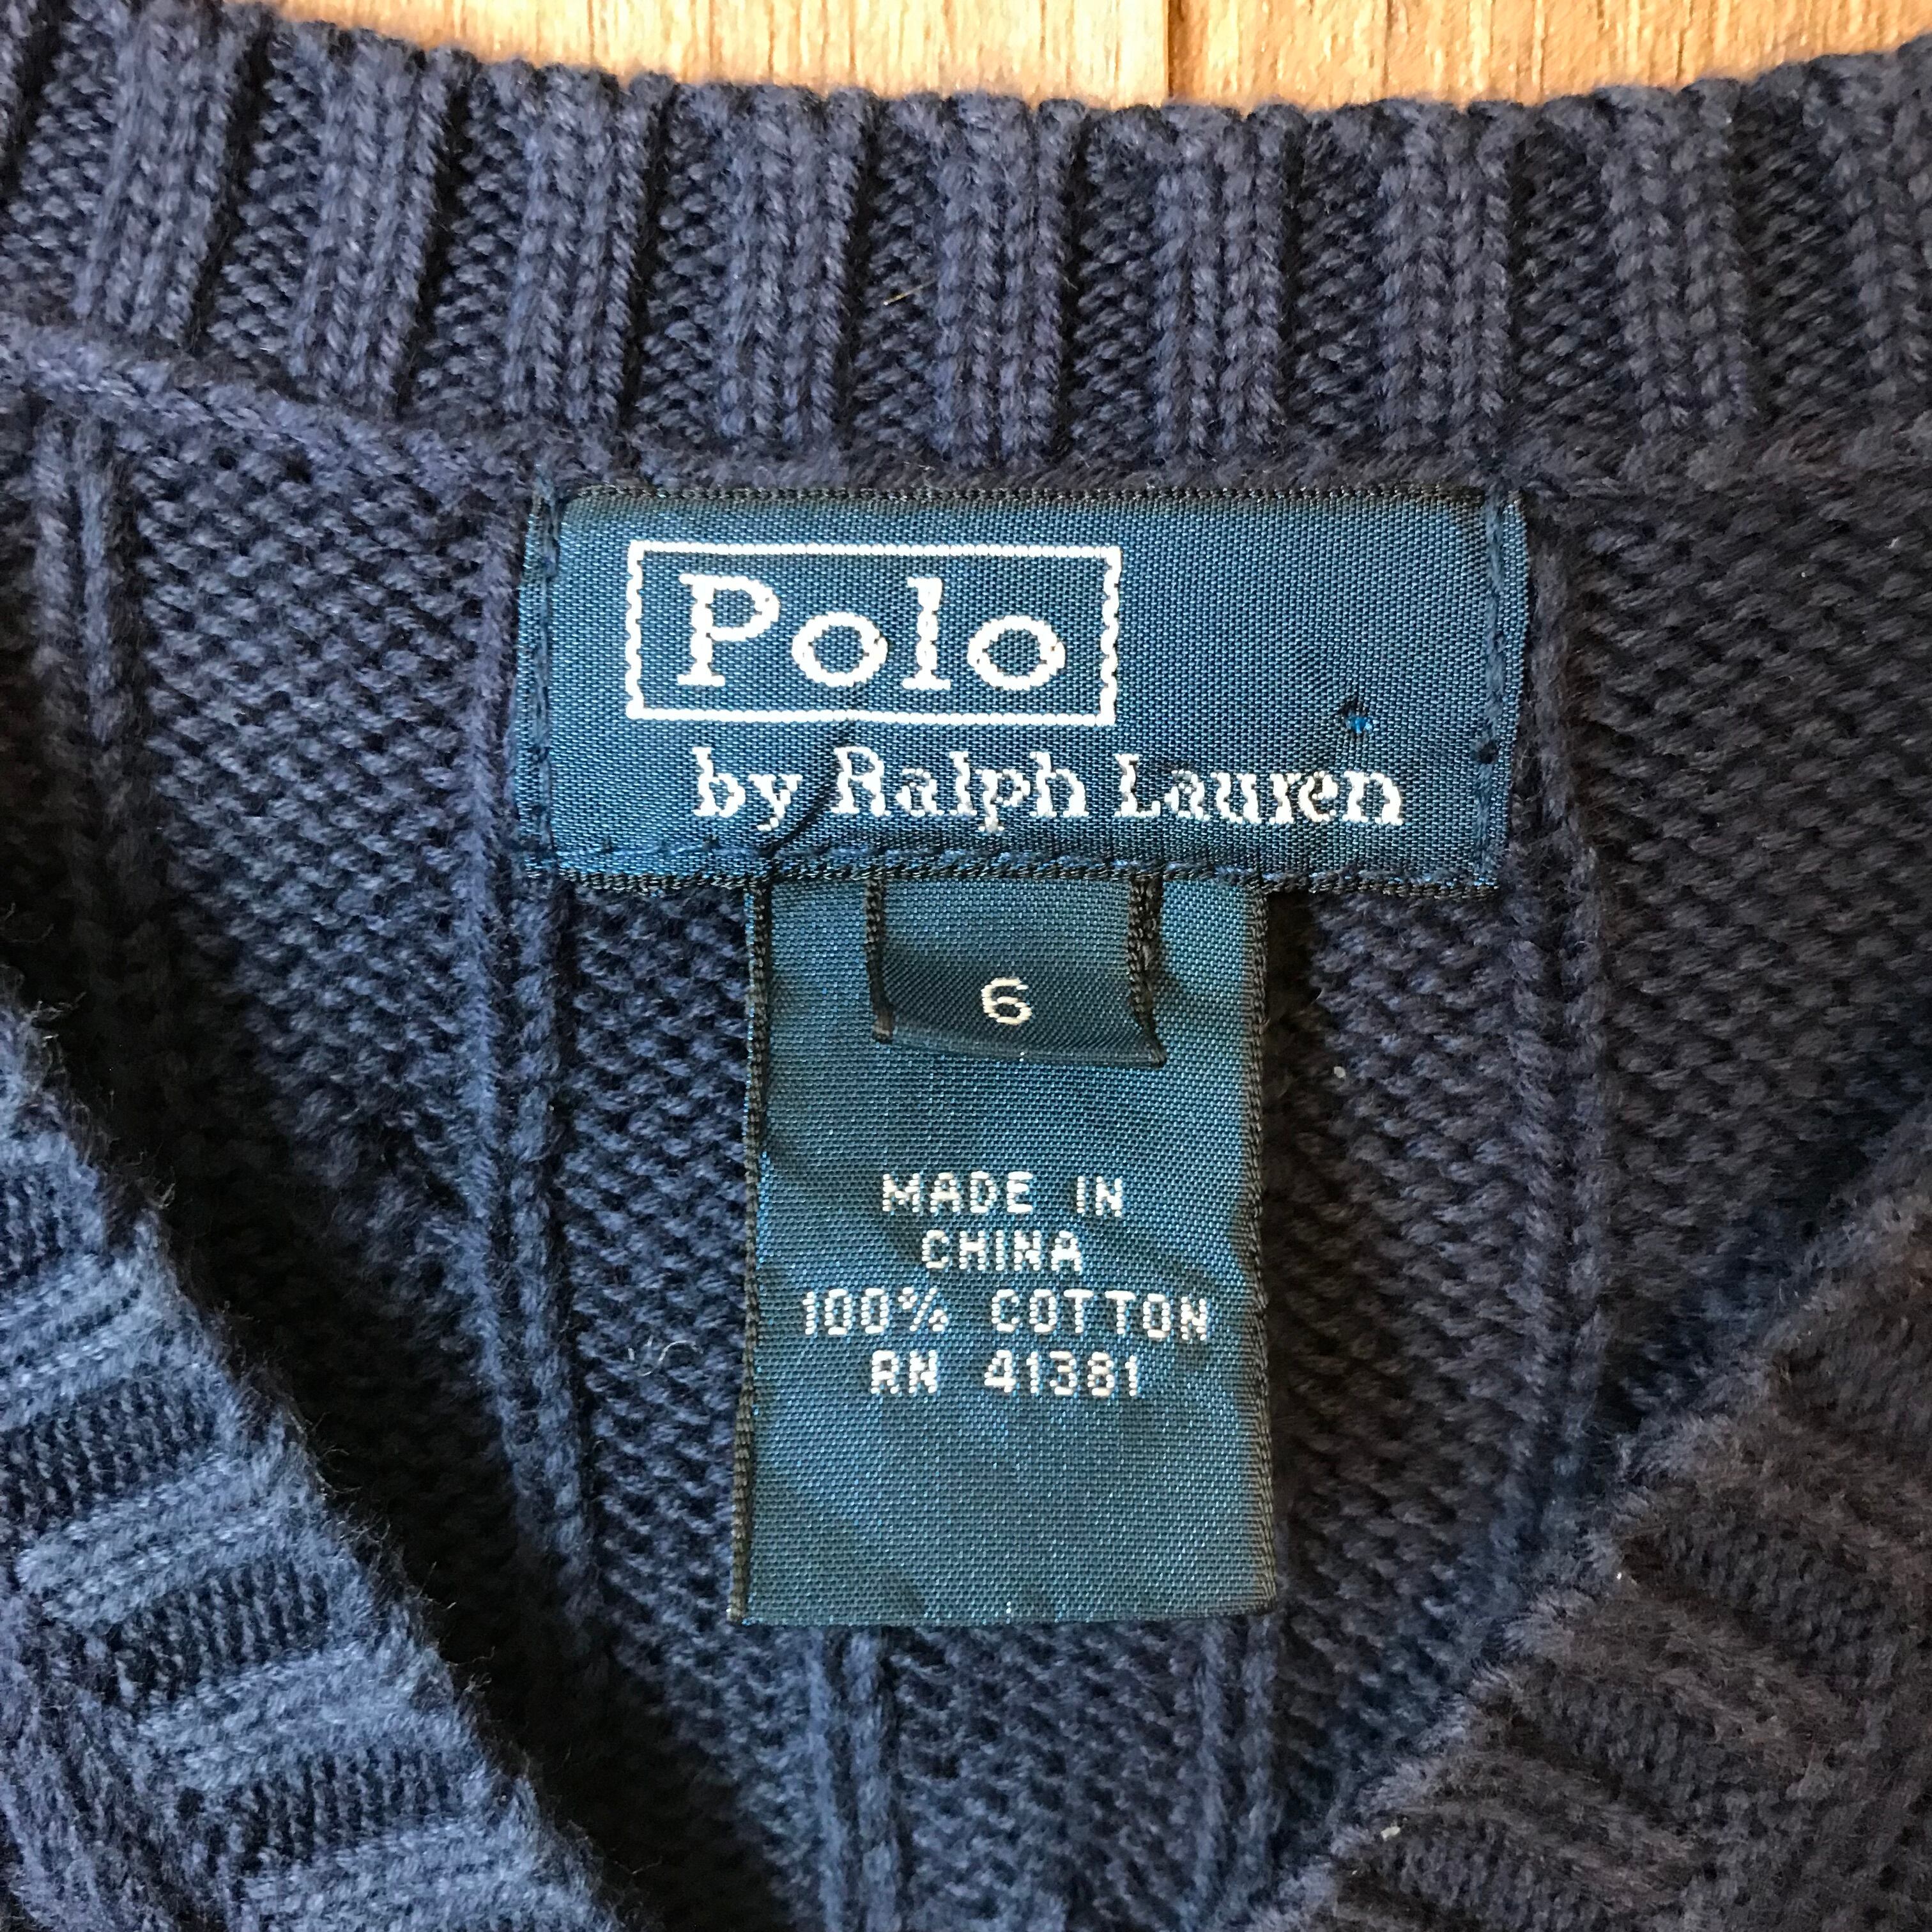 Polo
by Ralph Lauren
6
MADE IN
CHINA
100% COTTON
RN 41381